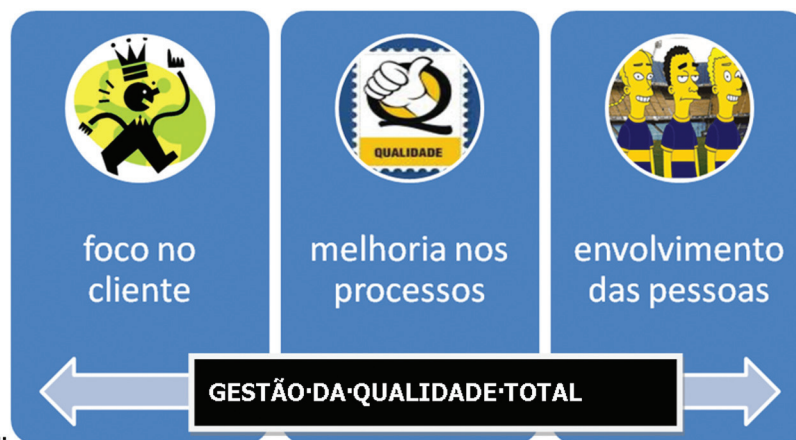 QUALIDADE
foco no
cliente
melhoria nos
processos
envolvimento
das pessoas
GESTÃO·DA·QUALIDADE·TOTAL